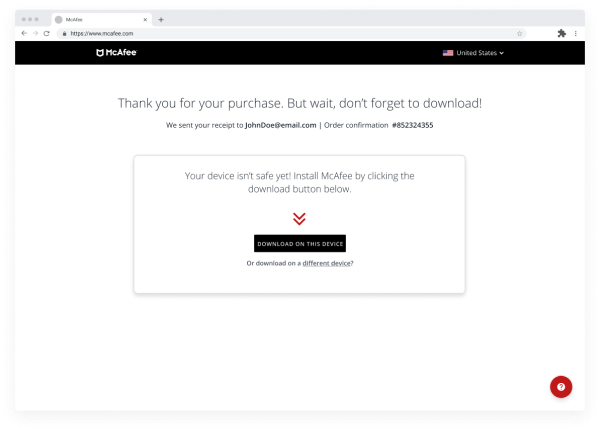 McAfee
https://www.mcafee.com
McAfee
United States
Thank you for your purchase. But wait, don’t forget to download!
We sent your receipt to JohnDoe@email.com | Order confirmation #852324355
Your device isn’t safe yet! Install McAfee by clicking the
download button below.
DOWNLOAD ON THIS DEVICE
Or download on a different device?
?